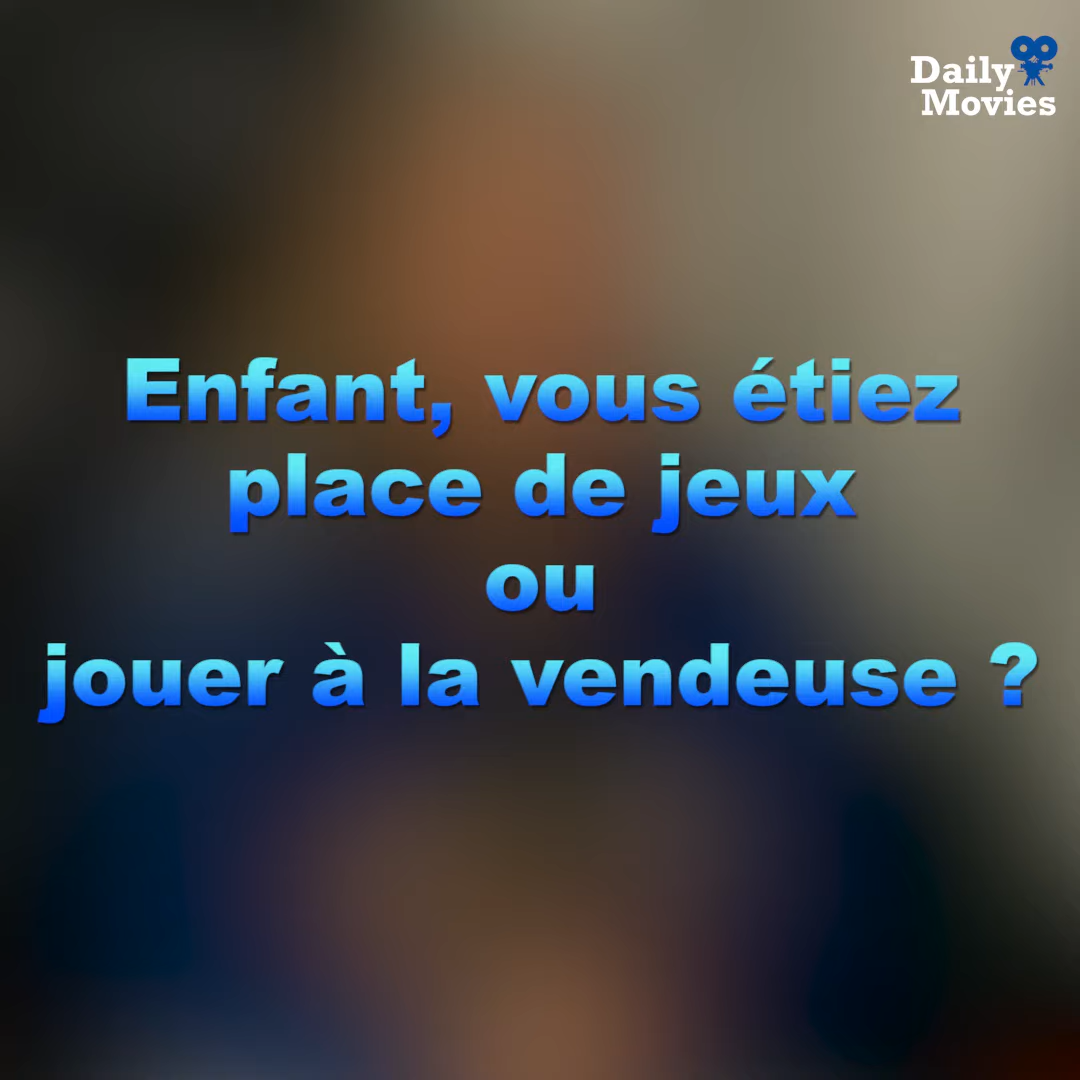 Daily
Movies
Enfant, vous étiez
place de jeux
ou
jouer à la vendeuse ?